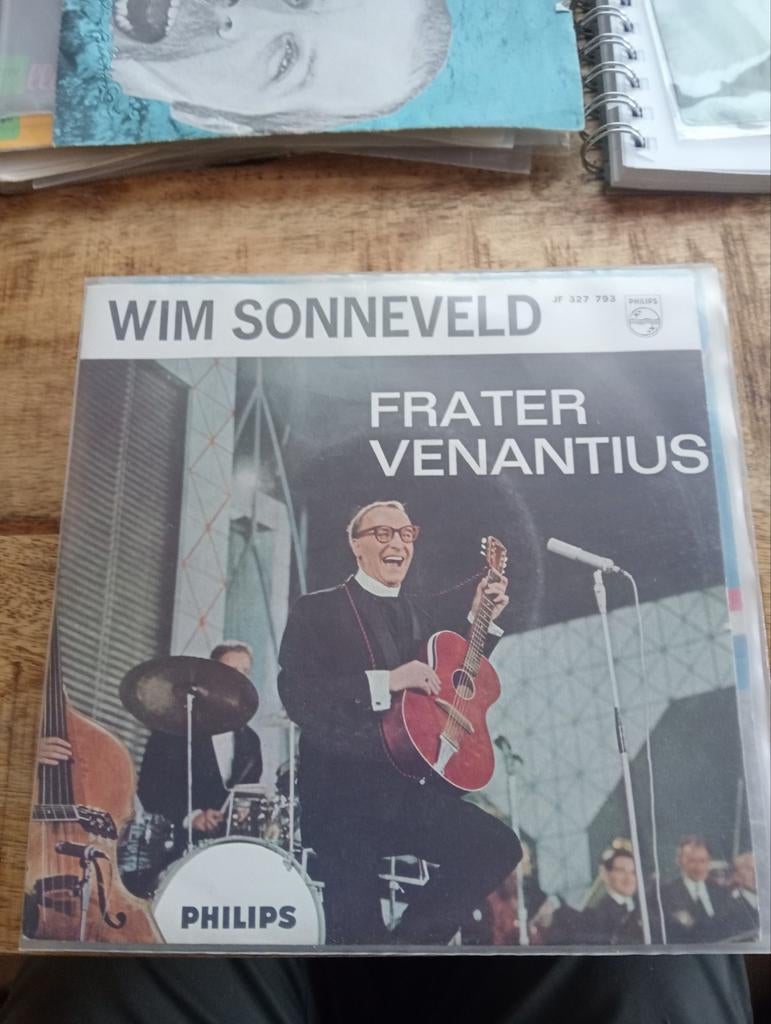 WIM SONNEVELD
JF 327 793
PHILIPS
FRATER
VENANTIUS
PHILIPS